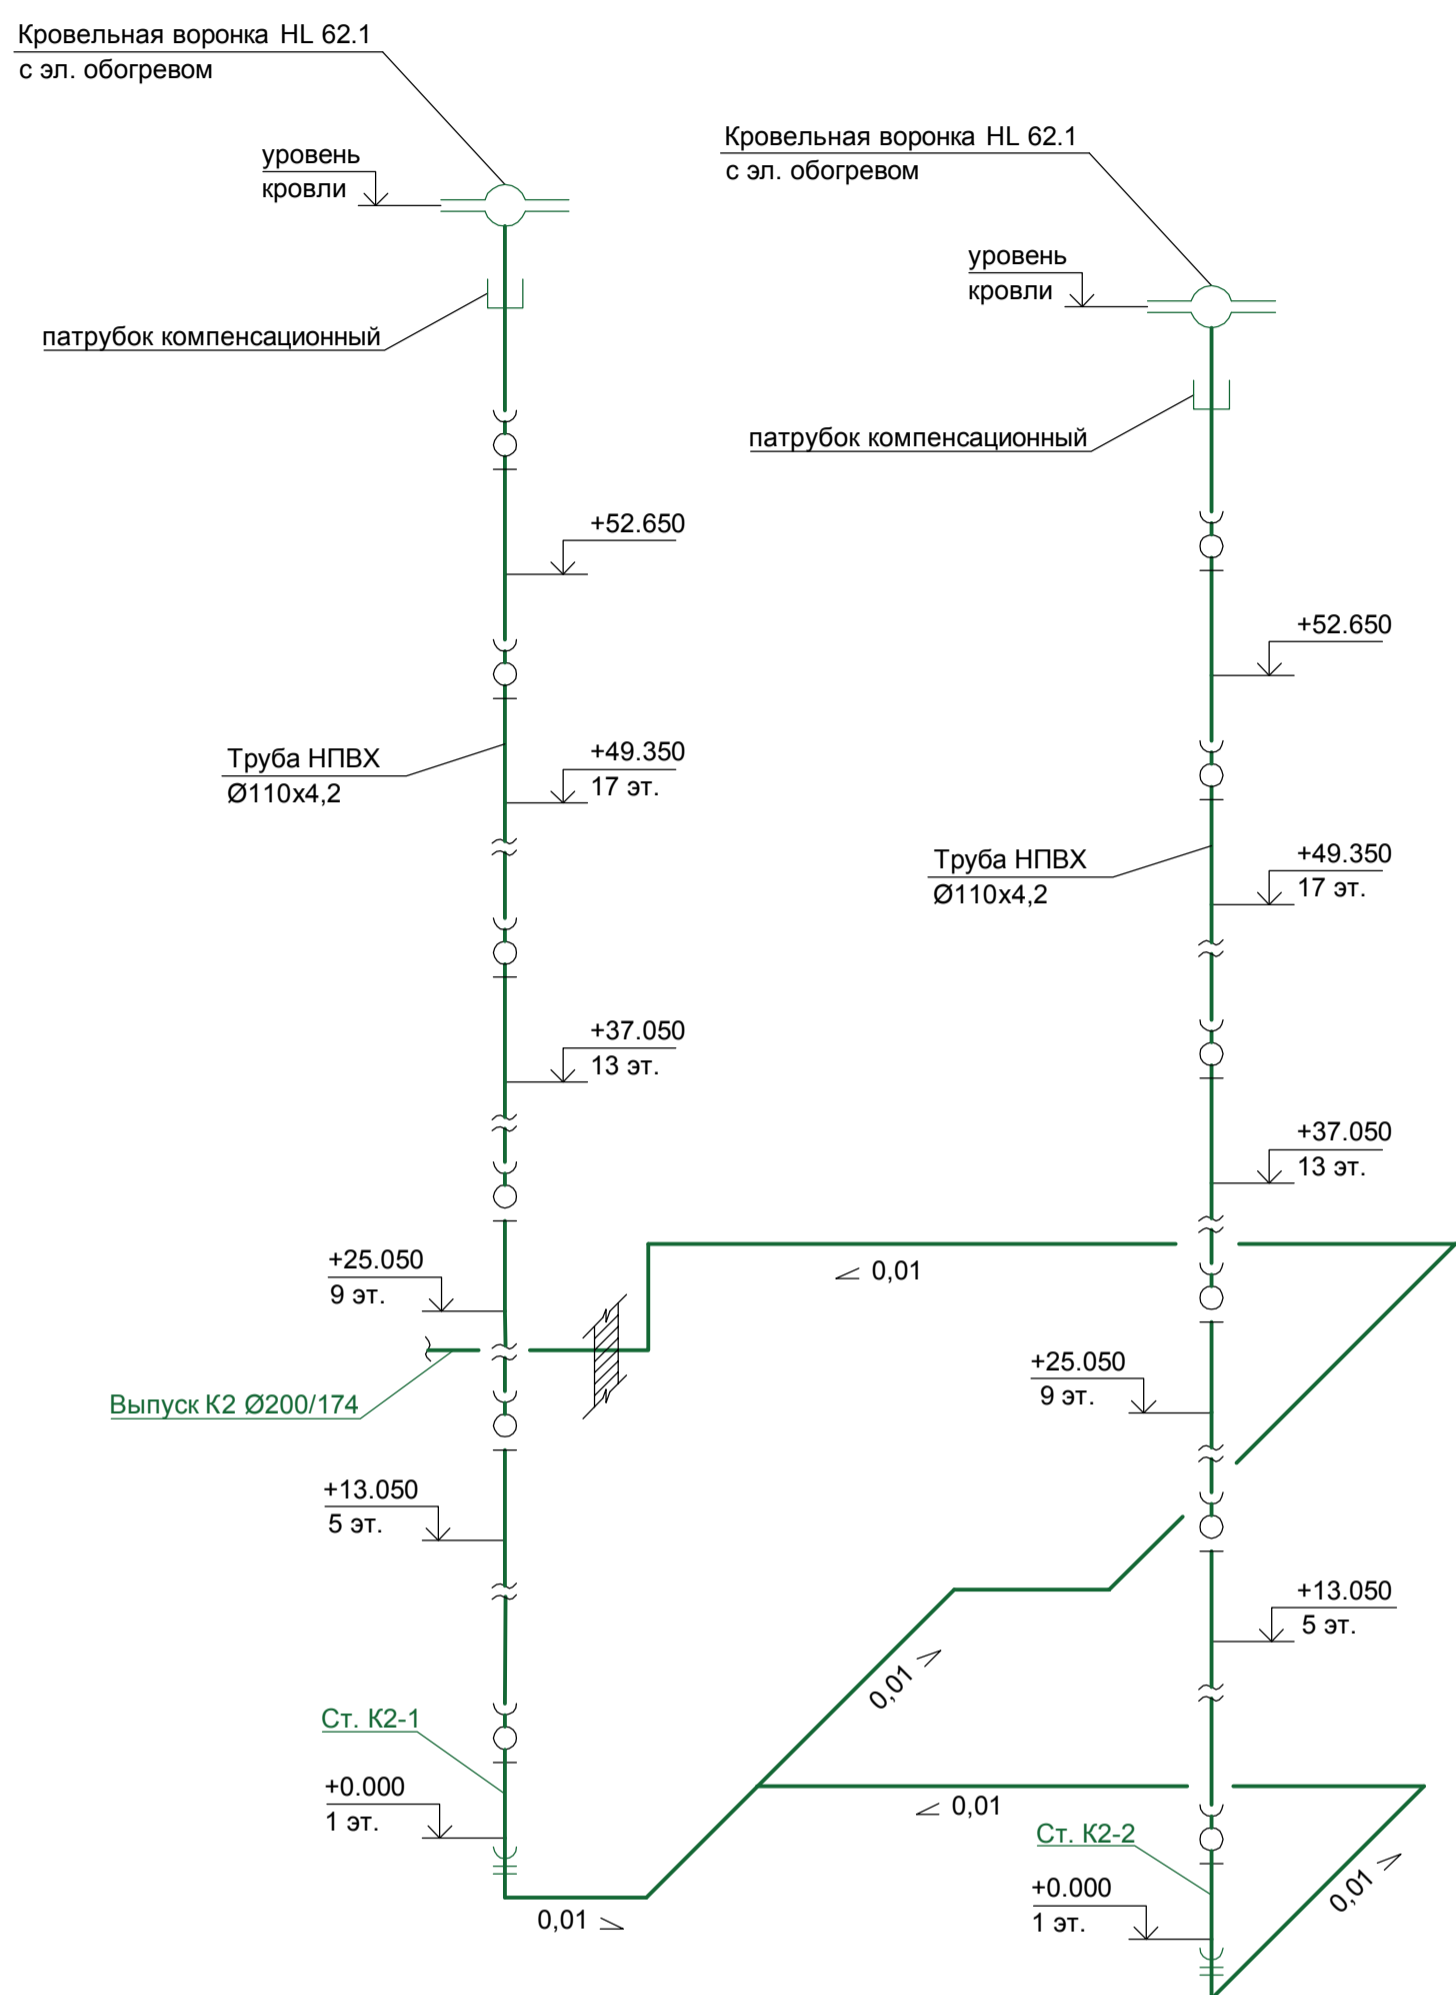 Кровельная воронка HL 62.1
с эл. обогревом
уровень
кровли
патрубок компенсационный
+52.650
Труба НПВХ
Ø110x4,2
+49.350
17 эт.
+37.050
13 эт.
+25.050
9 эт.
Выпуск К2 Ø200/174
+13.050
5 эт.
Ст. К2-1
+0.000
1 эт.
0,01
Кровельная воронка HL 62.1
с эл. обогревом
уровень
кровли
патрубок компенсационный
+52.650
Труба НПВХ
Ø110x4,2
+49.350
17 эт.
+37.050
13 эт.
0,01
+25.050
9 эт.
+13.050
5 эт.
0,01
0,01
Ст. К2-2
+0.000
1 эт.
0,01